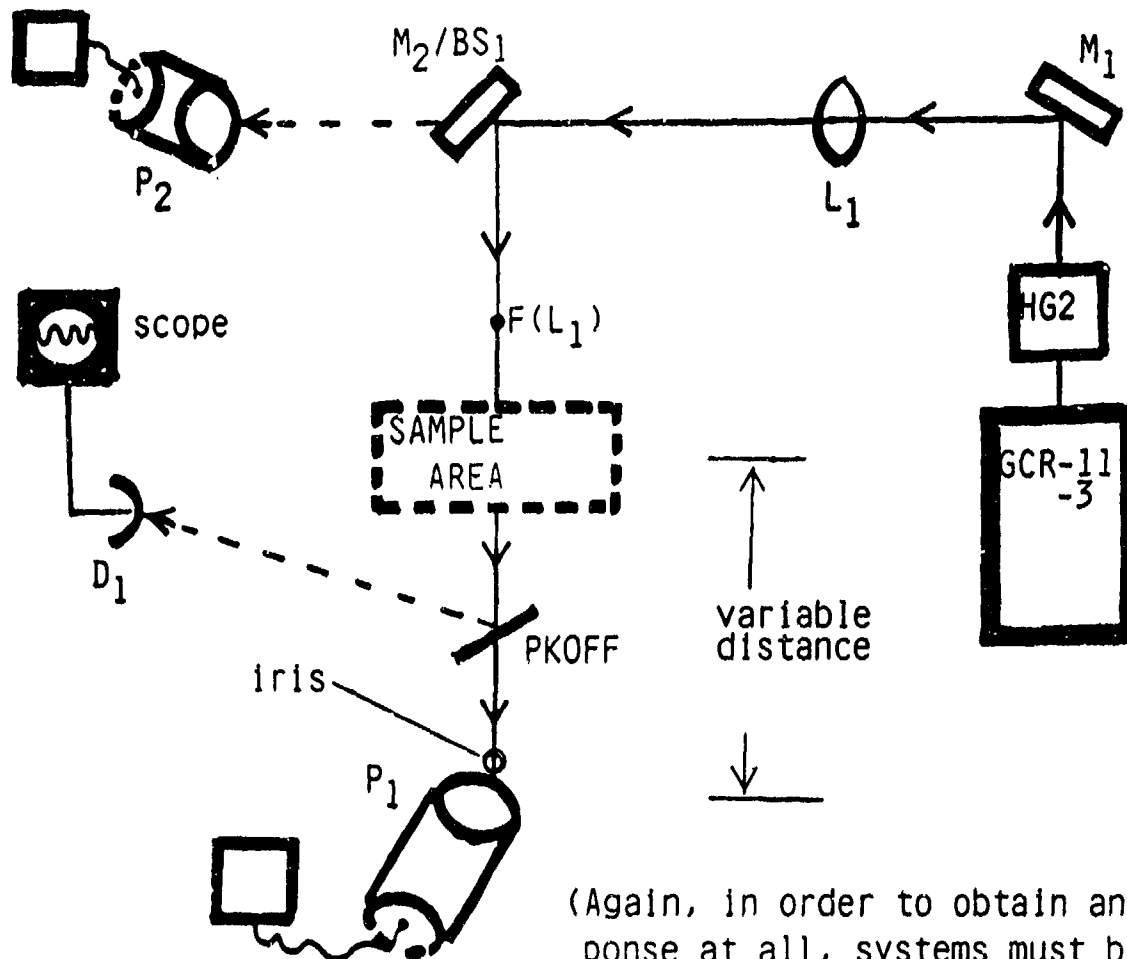 M2/BS1
M1
P2
L1
HG2
scope
F(L1)
SAMPLE
AREA
GCR-11
-3
D1
variable
distance
PKOFF
iris
P1
(Again, in order to obtain an
ponse at all, systems must b